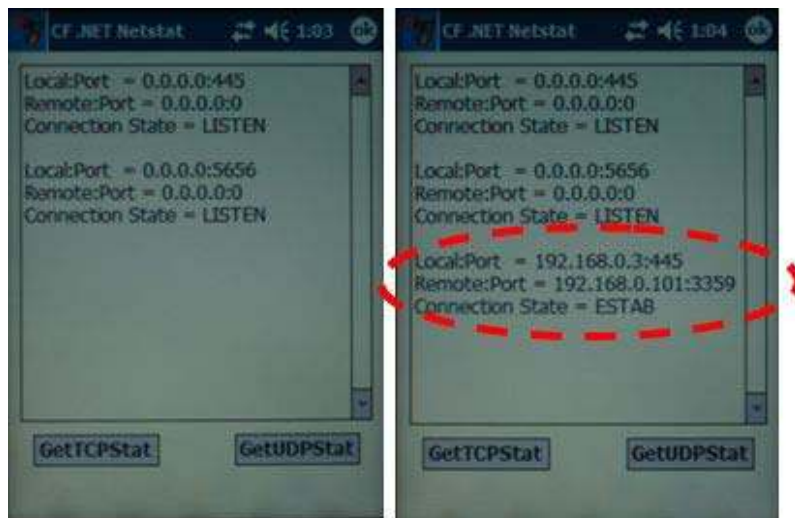 CF .NET Netstat 1:03 ok
Local:Port = 0.0.0.0:445
Remote:Port = 0.0.0.0:0
Connection State = LISTEN
Local:Port = 0.0.0.0:5656
Remote:Port = 0.0.0.0:0
Connection State = LISTEN
GetTCPStat GetUDPStat
CF .NET Netstat 1:04 ok
Local:Port = 0.0.0.0:445
Remote:Port = 0.0.0.0:0
Connection State = LISTEN
Local:Port = 0.0.0.0:5656
Remote:Port = 0.0.0.0:0
Connection State = LISTEN
Local:Port = 192.168.0.3:445
Remote:Port = 192.168.0.101:3359
Connection State = ESTAB
GetTCPStat GetUDPStat